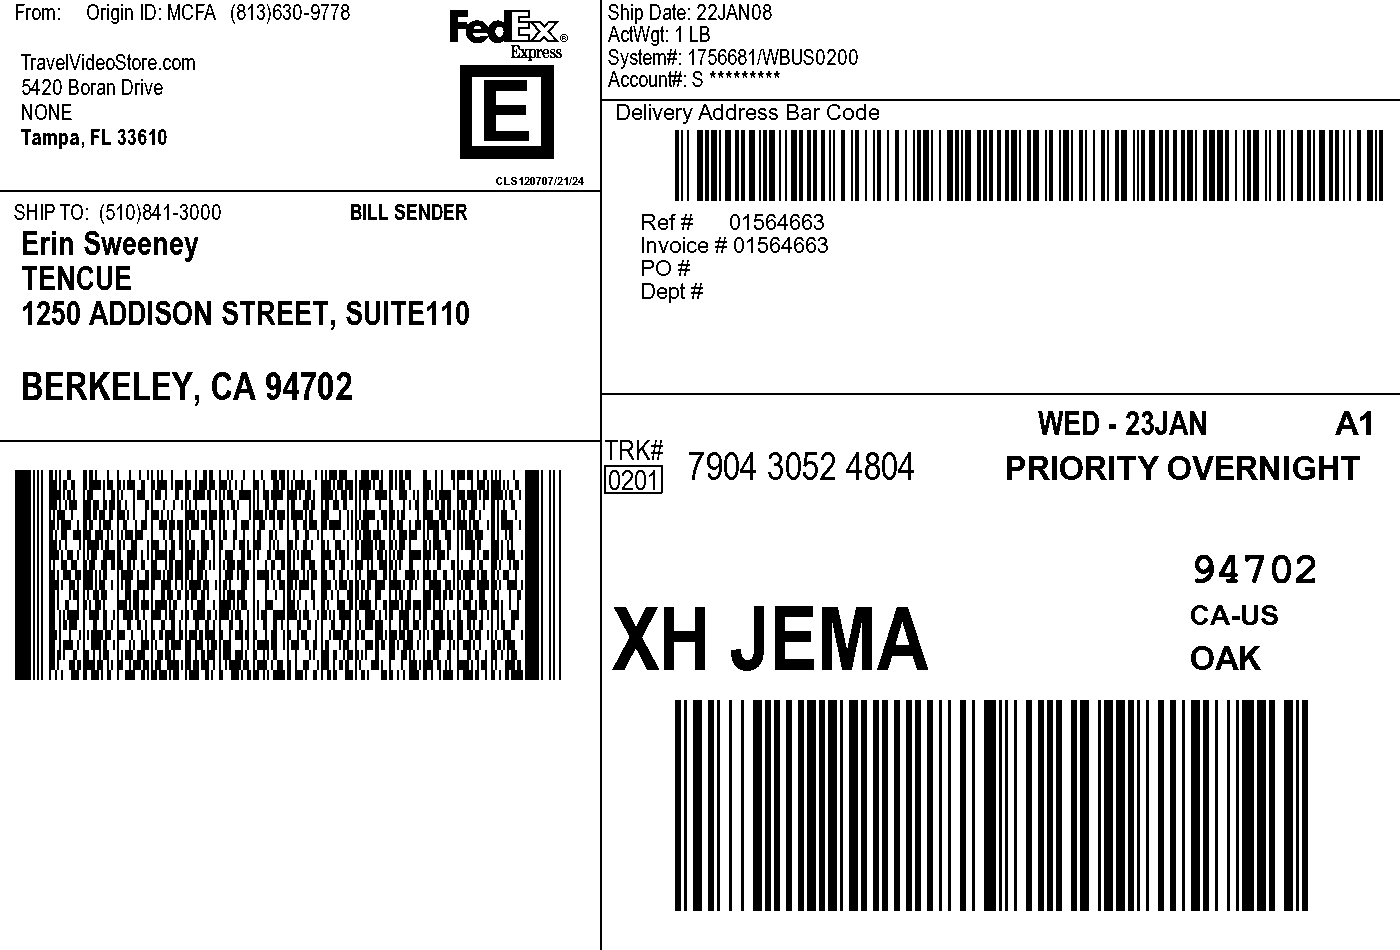 From: Origin ID: MCFA (813)630-9778
TravelVideoStore.com
5420 Boran Drive
NONE
Tampa, FL 33610
FedEx®
Express
E
CLS120707/21/24
Ship Date: 22JAN08
ActWgt: 1 LB
System#: 1756681/WBUS0200
Account#: S *********
Delivery Address Bar Code
Ref # 01564663
Invoice # 01564663
PO #
Dept #
SHIP TO: (510)841-3000 BILL SENDER
Erin Sweeney
TENCUE
1250 ADDISON STREET, SUITE110
BERKELEY, CA 94702
WED - 23JAN A1
PRIORITY OVERNIGHT
TRK#
0201
7904 3052 4804
94702
CA-US
OAK
XH JEMA